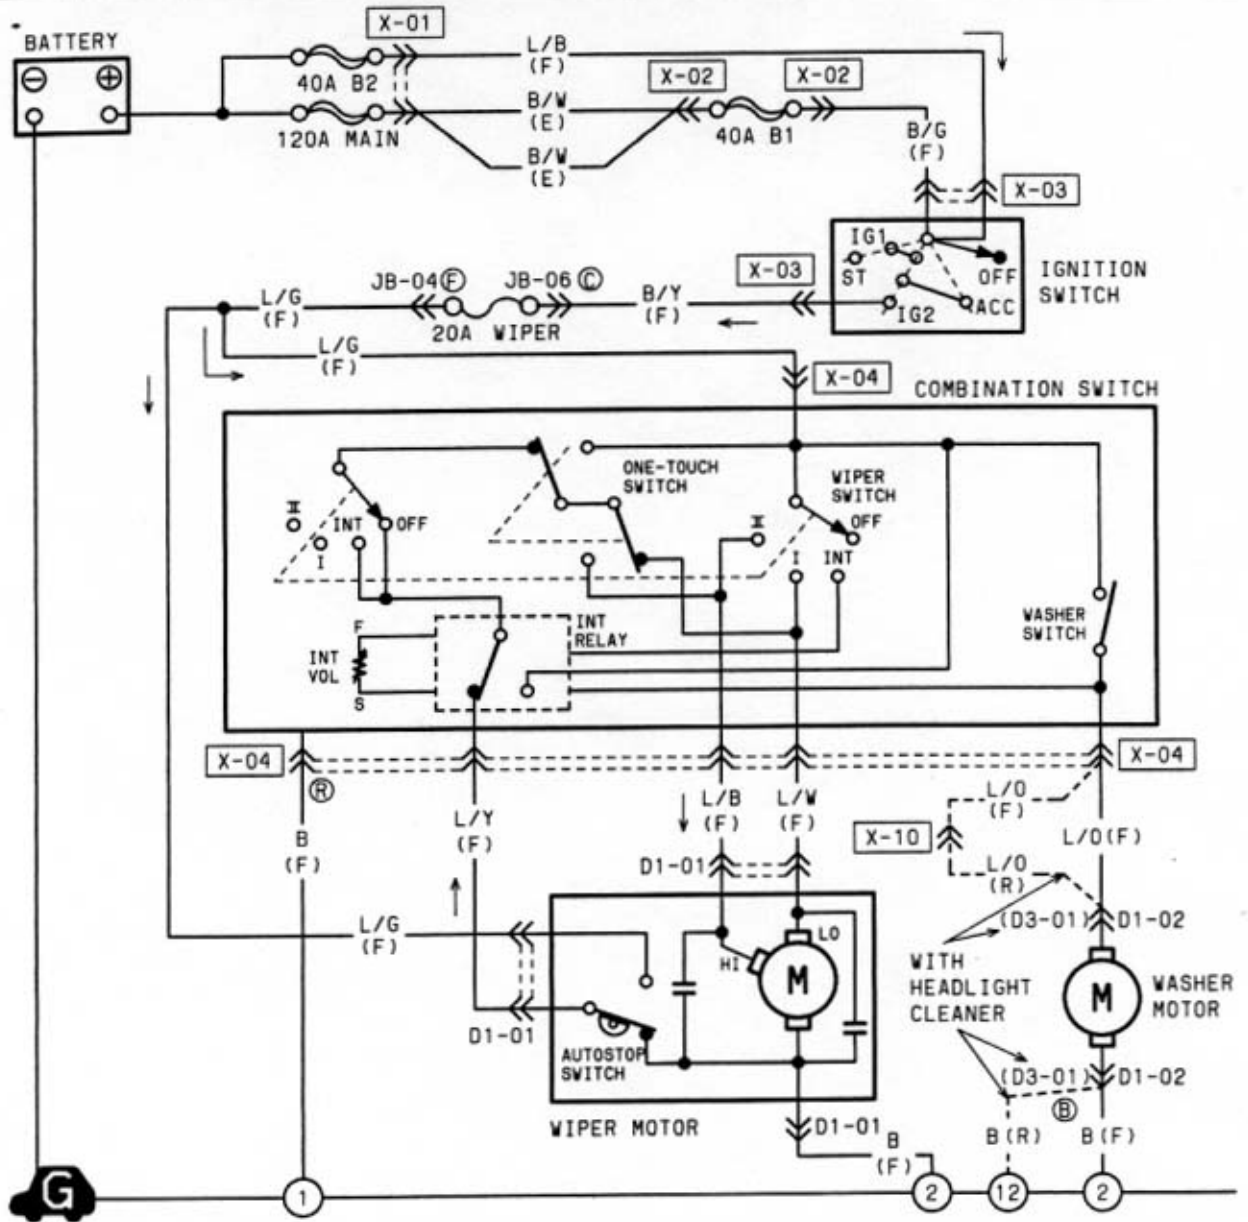 X-01
BATTERY
L/B
(F)
40A B2
X-02
X-02
B/W
(E)
120A MAIN
40A B1
B/G
(F)
B/W
(E)
X-03
IG1
ST
OFF
IG2
ACC
IGNITION
SWITCH
X-03
JB-04 F
JB-06 C
L/G
(F)
B/Y
(F)
20A WIPER
L/G
(F)
X-04
COMBINATION SWITCH
ONE-TOUCH
SWITCH
WIPER
SWITCH
II
INT
OFF
I
II
OFF
I
INT
F
INT
VOL
S
INT
RELAY
WASHER
SWITCH
X-04
R
X-04
L/O
(F)
B
(F)
L/Y
(F)
L/B
(F)
L/W
(F)
X-10
L/O(F)
L/O
(R)
D1-01
L/G
(F)
(D3-01)
D1-02
LO
HI
M
WITH
HEADLIGHT
CLEANER
M
WASHER
MOTOR
D1-01
AUTOSTOP
SWITCH
(D3-01)
D1-02
WIPER MOTOR
D1-01
B
(F)
B
B(R)
B(F)
G
1
2
12
2